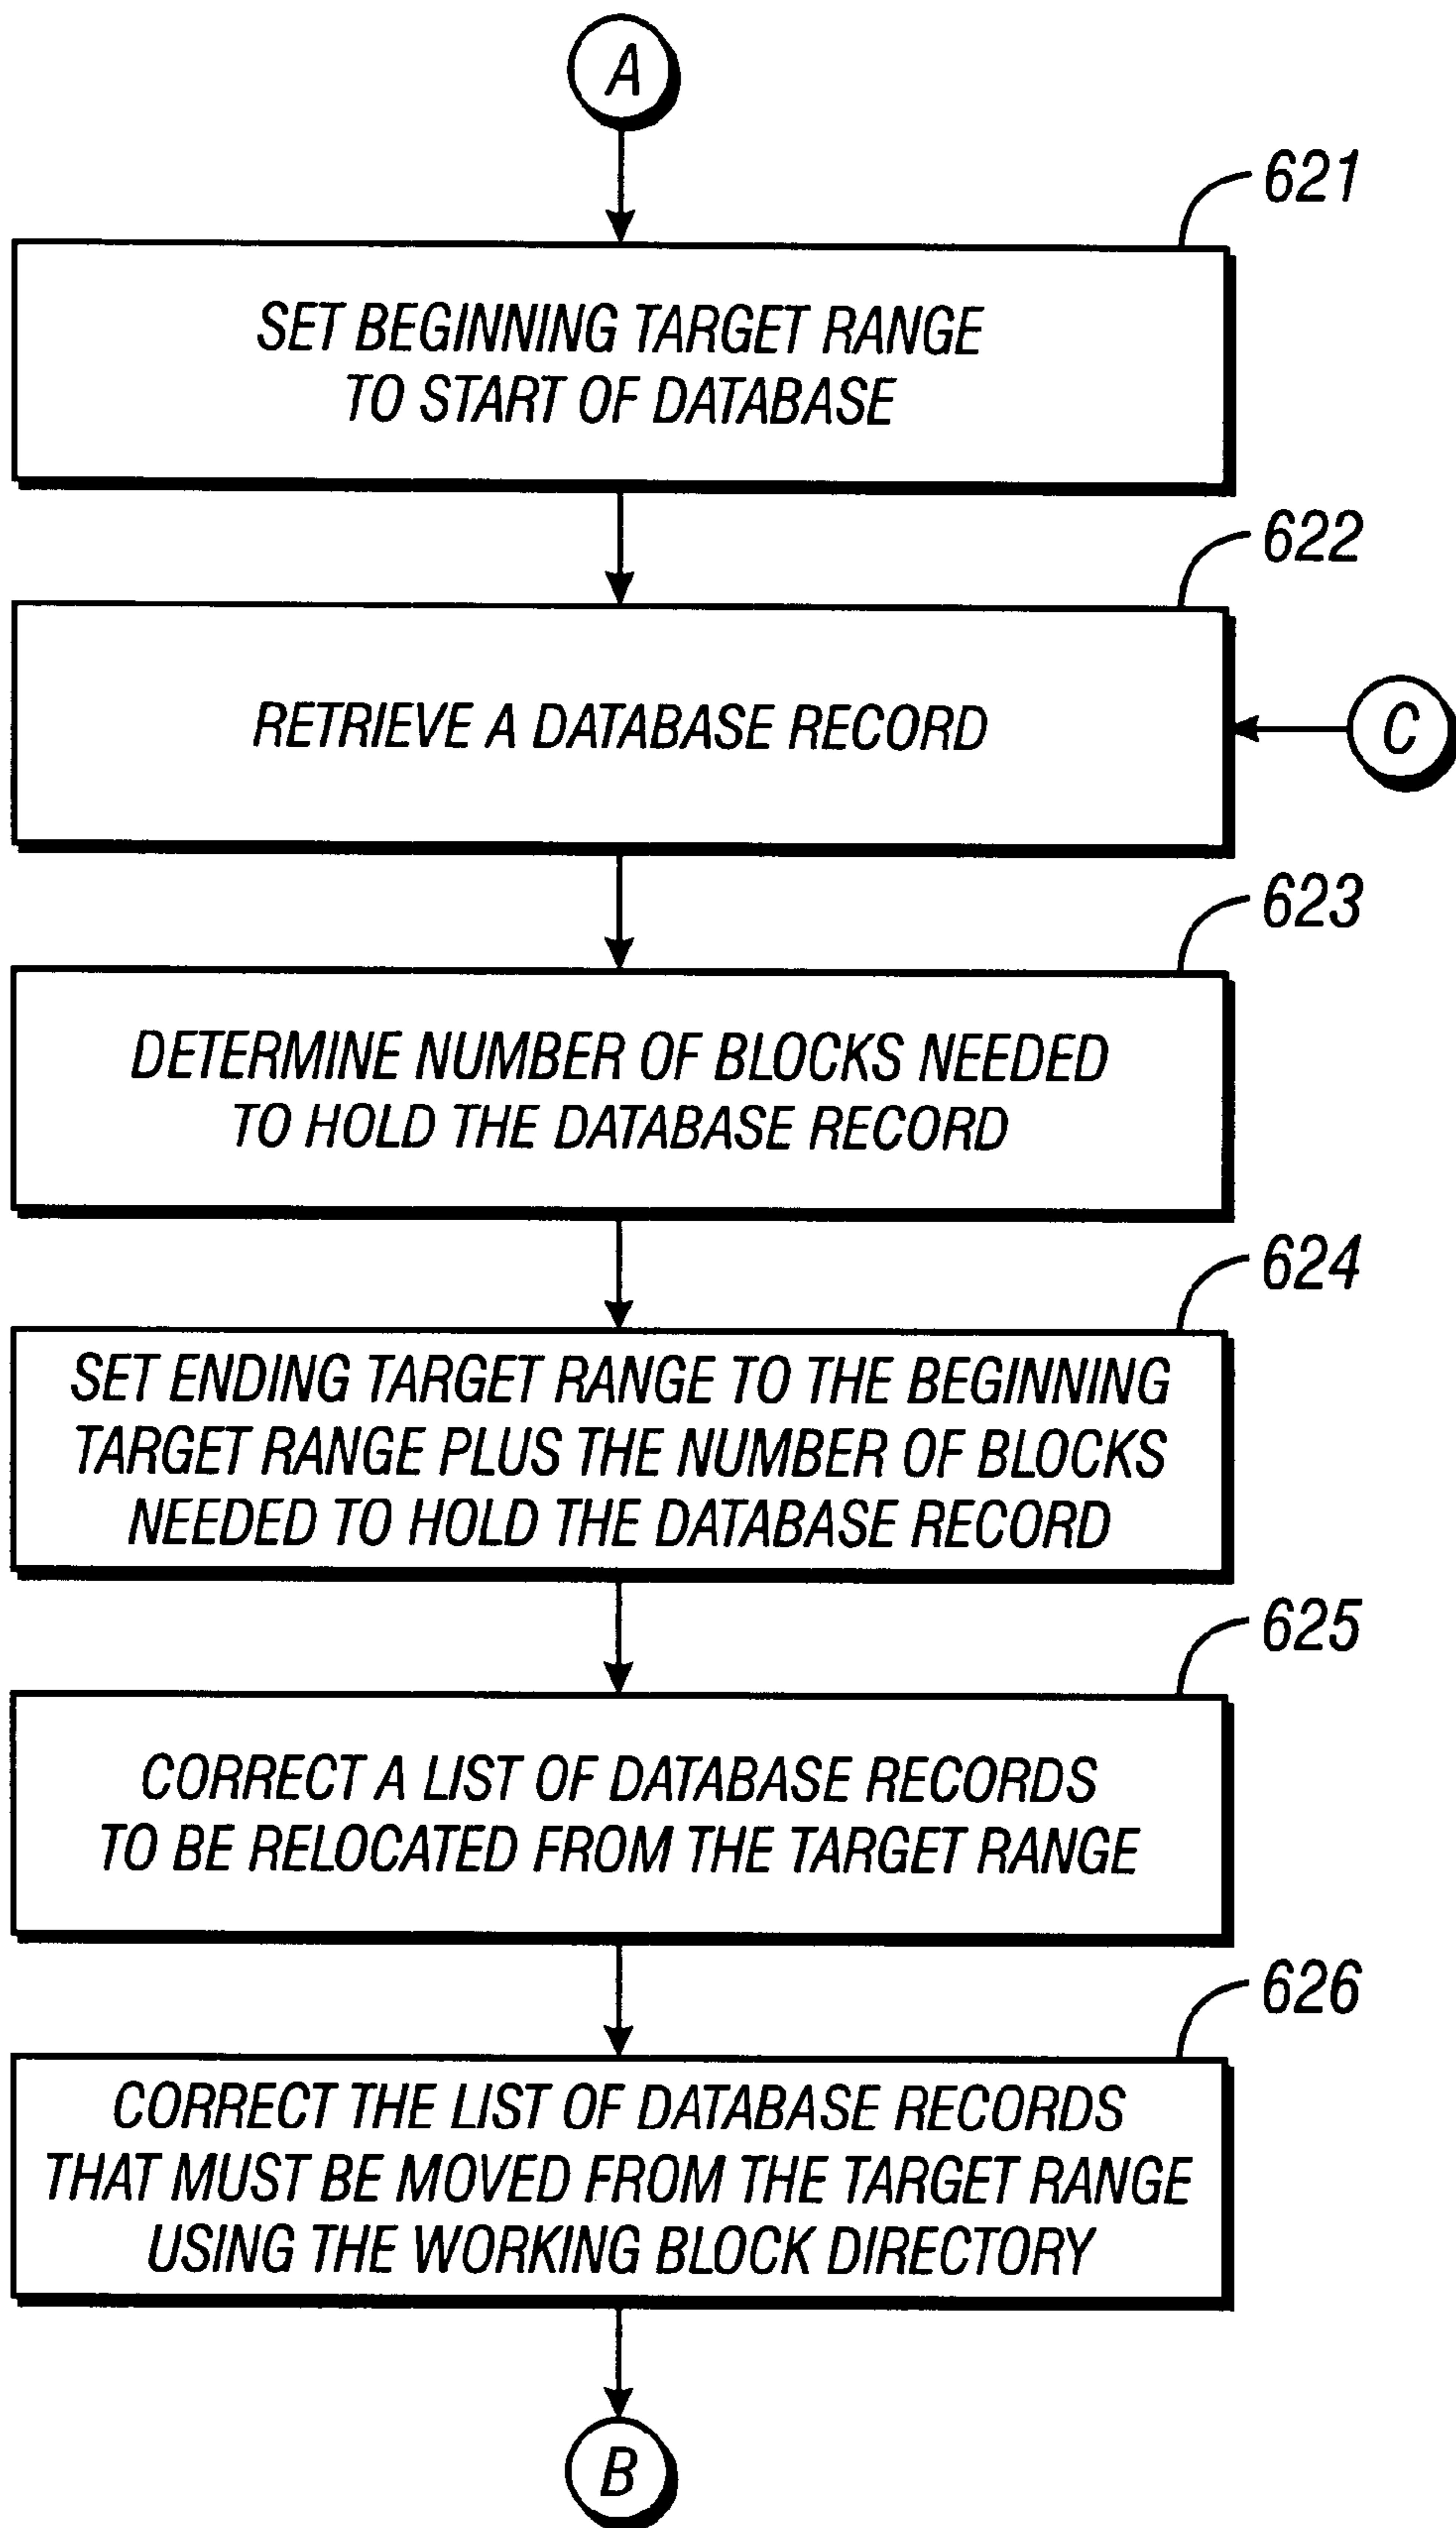 A
621
SET BEGINNING TARGET RANGE
TO START OF DATABASE
622
RETRIEVE A DATABASE RECORD
C
623
DETERMINE NUMBER OF BLOCKS NEEDED
TO HOLD THE DATABASE RECORD
624
SET ENDING TARGET RANGE TO THE BEGINNING
TARGET RANGE PLUS THE NUMBER OF BLOCKS
NEEDED TO HOLD THE DATABASE RECORD
625
CORRECT A LIST OF DATABASE RECORDS
TO BE RELOCATED FROM THE TARGET RANGE
626
CORRECT THE LIST OF DATABASE RECORDS
THAT MUST BE MOVED FROM THE TARGET RANGE
USING THE WORKING BLOCK DIRECTORY
B